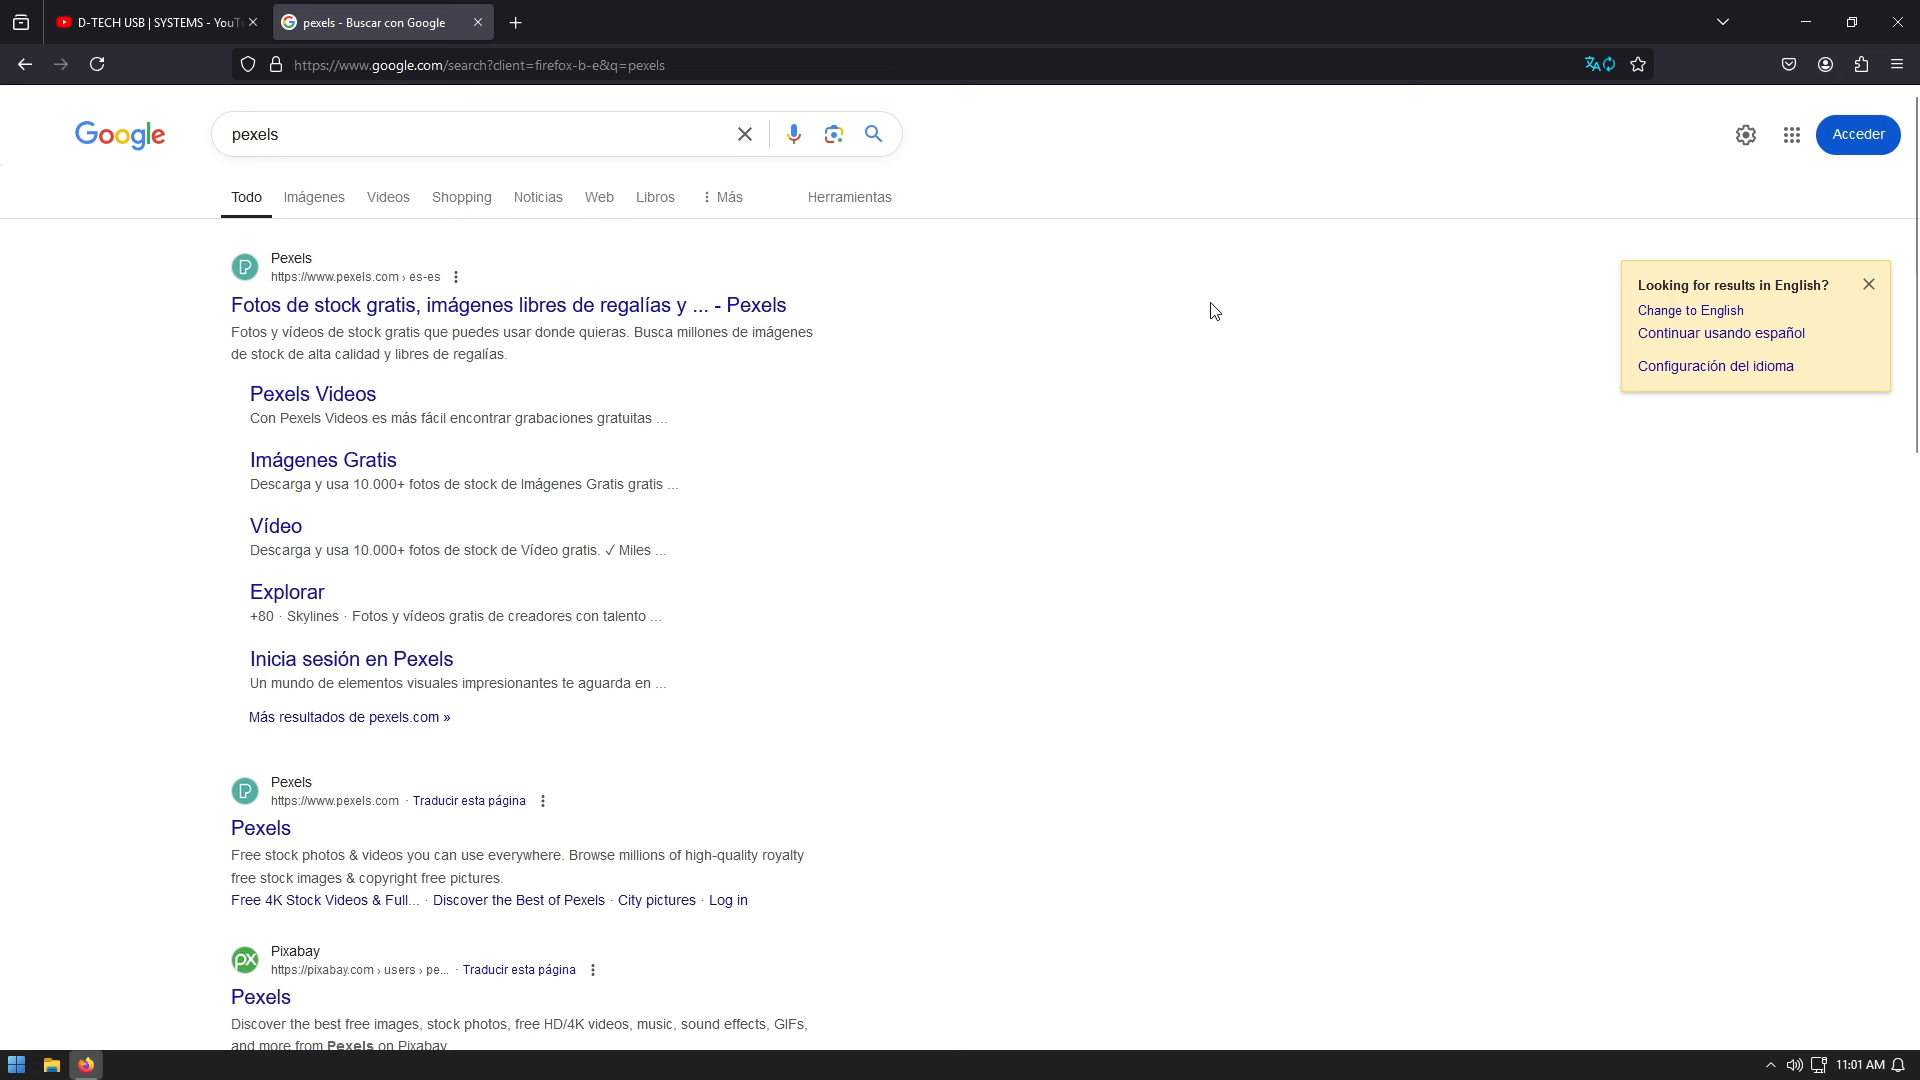 D-TECH USB | SYSTEMS - YouTu
pexels - Buscar con Google
https://www.google.com/search?client=firefox-b-e&q=pexels
Google
pexels
Acceder
Todo
Imágenes
Videos
Shopping
Noticias
Web
Libros
Más
Herramientas
Pexels
https://www.pexels.com › es-es
Fotos de stock gratis, imágenes libres de regalías y ... - Pexels
Fotos y vídeos de stock gratis que puedes usar donde quieras. Busca millones de imágenes
de stock de alta calidad y libres de regalías.
Looking for results in English?
Change to English
Continuar usando español
Configuración del idioma
Pexels Videos
Con Pexels Videos es más fácil encontrar grabaciones gratuitas ...
Imágenes Gratis
Descarga y usa 10.000+ fotos de stock de Imágenes Gratis gratis ...
Vídeo
Descarga y usa 10.000+ fotos de stock de Vídeo gratis. ✓ Miles ...
Explorar
+80 · Skylines · Fotos y vídeos gratis de creadores con talento ...
Inicia sesión en Pexels
Un mundo de elementos visuales impresionantes te aguarda en ...
Más resultados de pexels.com »
Pexels
https://www.pexels.com · Traducir esta página
Pexels
Free stock photos & videos you can use everywhere. Browse millions of high-quality royalty
free stock images & copyright free pictures.
Free 4K Stock Videos & Full... · Discover the Best of Pexels · City pictures · Log in
Pixabay
https://pixabay.com › users › pe... · Traducir esta página
Pexels
Discover the best free images, stock photos, free HD/4K videos, music, sound effects, GIFs,
and more from Pexels on Pixabay
11:01 AM